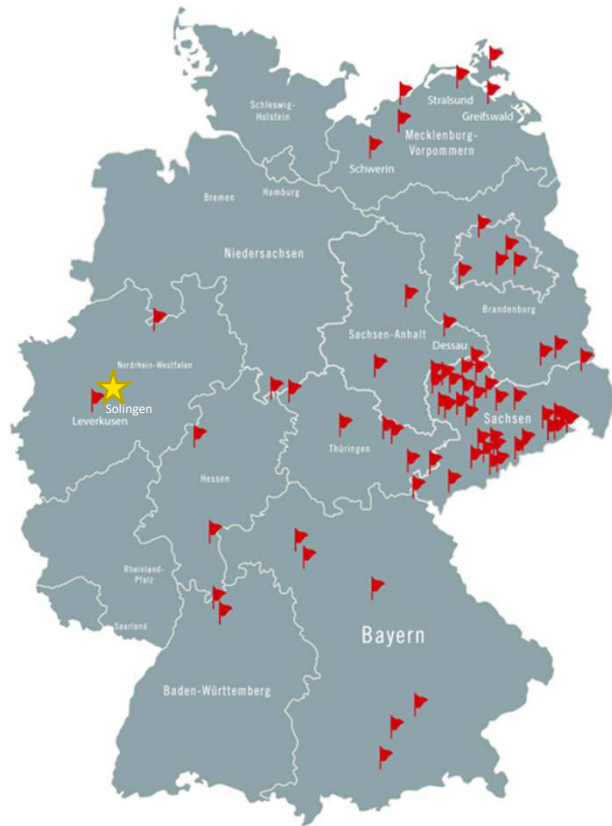 Schleswig-
Holstein
Stralsund
Greifswald
Mecklenburg-
Vorpommern
Schwerin
Hamburg
Bremen
Niedersachsen
Brandenburg
Sachsen-Anhalt
Dessau
Nordrhein-Westfalen
Solingen
Leverkusen
Sachsen
Thüringen
Hessen
Rheinland-
Pfalz
Saarland
Bayern
Baden-Württemberg